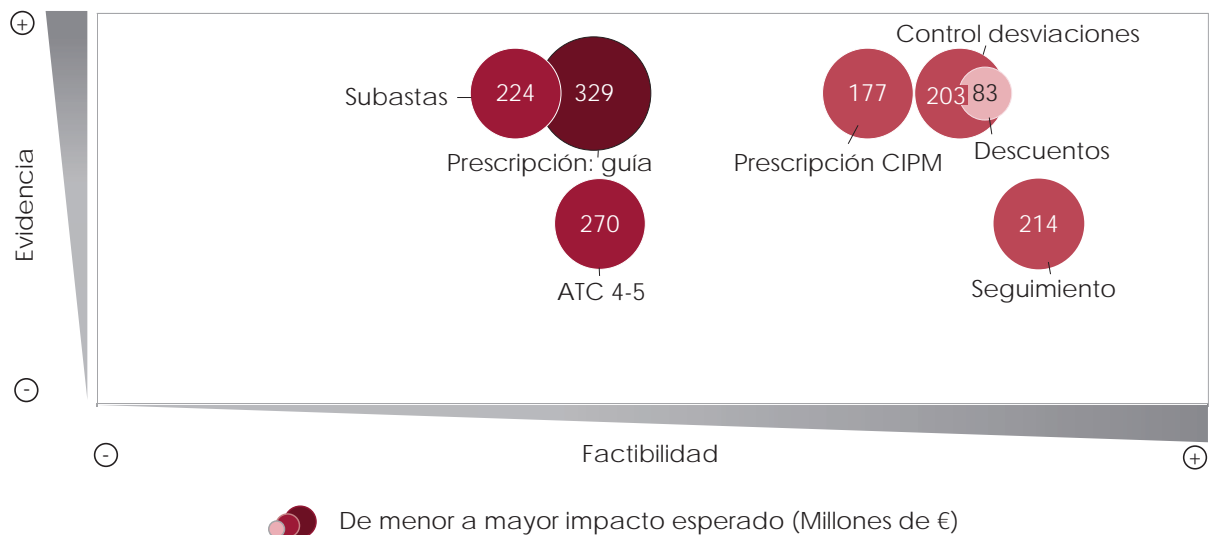 +
Control desviaciones
Subastas
224
329
177
203
83
Prescripción: guía
Prescripción CIPM
Descuentos
Evidencia
270
214
ATC 4-5
Seguimiento
-
-
Factibilidad
+
De menor a mayor impacto esperado (Millones de €)